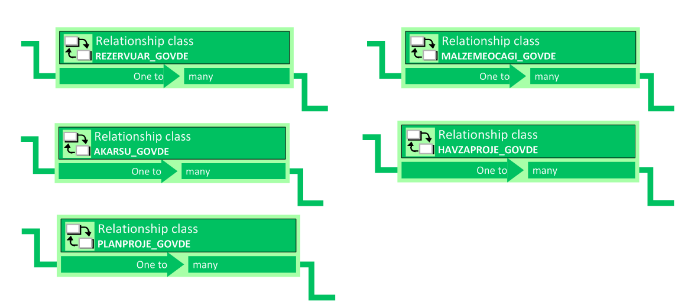 Relationship class
REZERVUAR_GOVDE
One to many
Relationship class
MALZEMEOCAGI_GOVDE
One to many
Relationship class
AKARSU_GOVDE
One to many
Relationship class
HAVZAPROJE_GOVDE
One to many
Relationship class
PLANPROJE_GOVDE
One to many